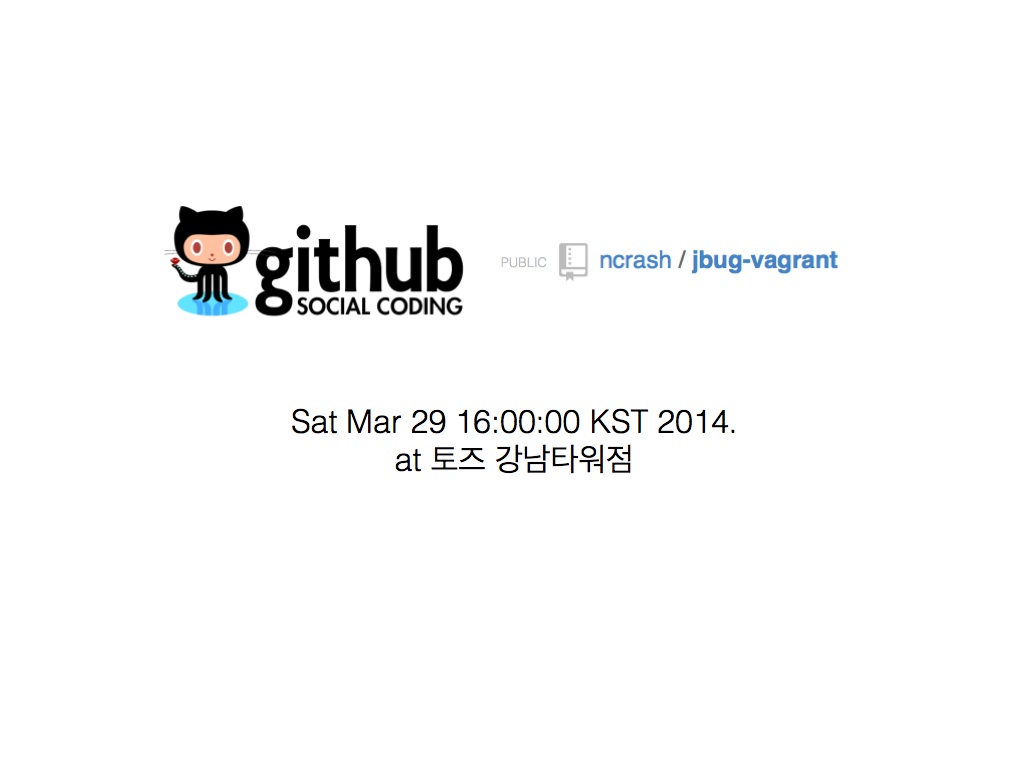 github
SOCIAL CODING
PUBLIC ncrash / jbug-vagrant
Sat Mar 29 16:00:00 KST 2014.
at 토즈 강남타워점